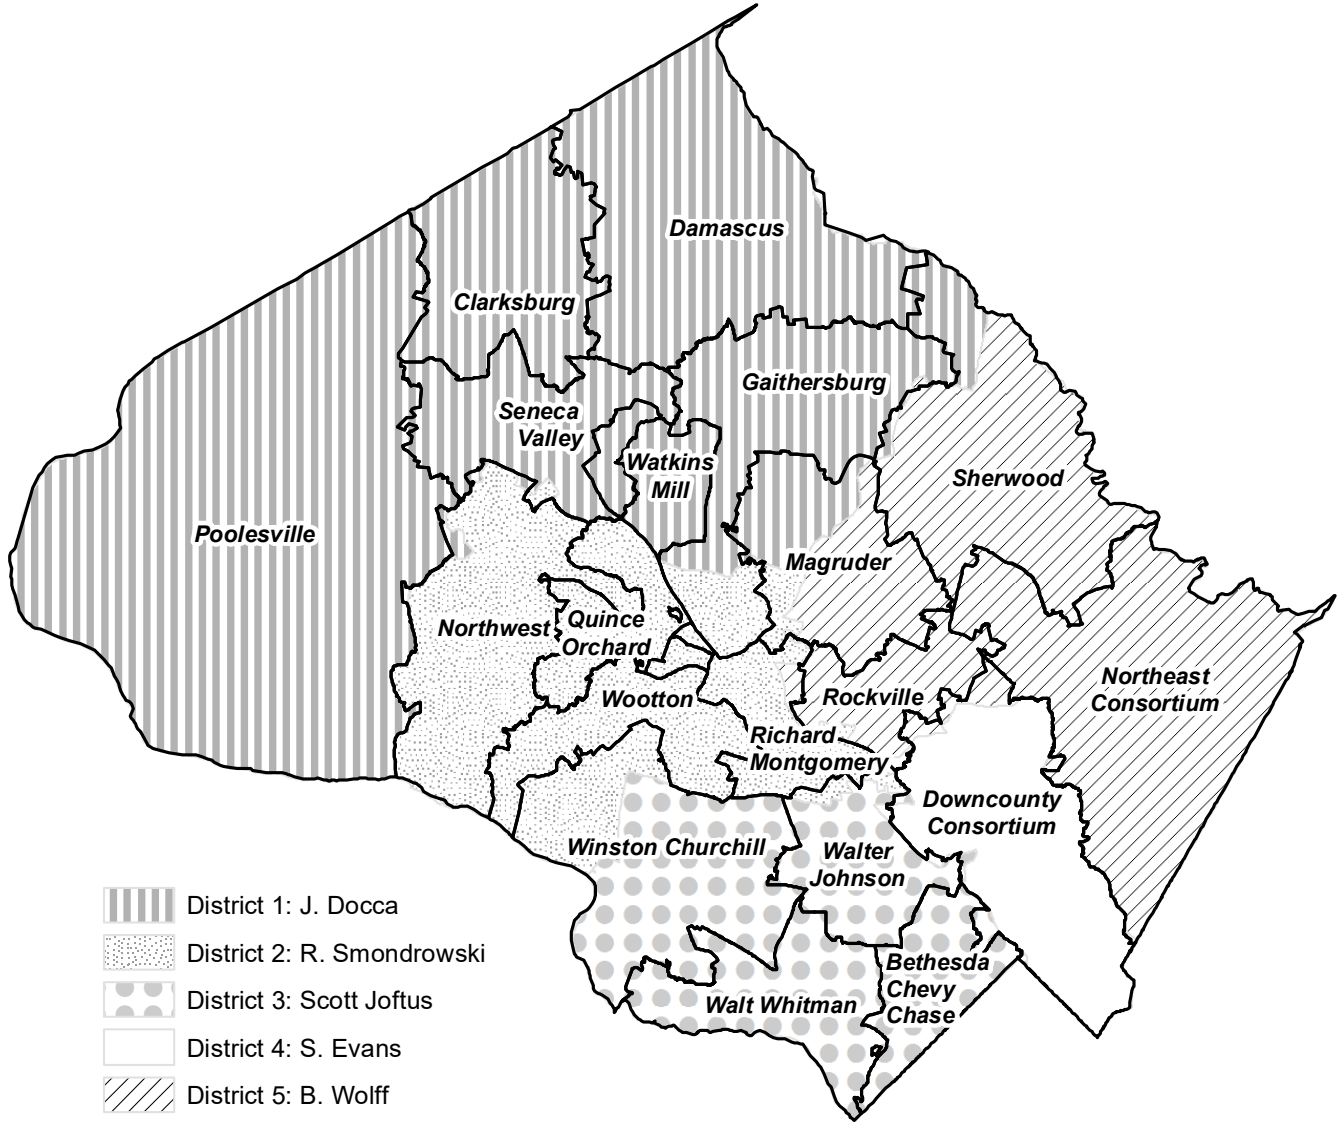 Damascus
Clarksburg
Gaithersburg
Seneca
Valley
Watkins
Mill
Sherwood
Poolesville
Magruder
Northwest
Quince
Orchard
Northeast
Consortium
Wootton
Rockville
Richard
Montgomery
Downcounty
Consortium
Winston Churchill
Walter
Johnson
Bethesda
Chevy
Chase
Walt Whitman
District 1: J. Docca
District 2: R. Smondrowski
District 3: Scott Joftus
District 4: S. Evans
District 5: B. Wolff